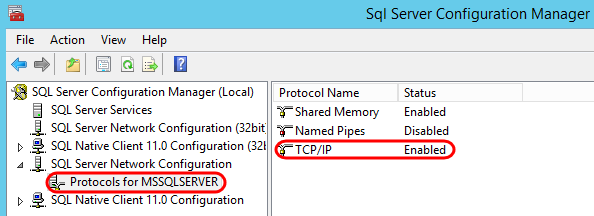 Sql Server Configuration Manager
File Action View Help
SQL Server Configuration Manager (Local)
SQL Server Services
SQL Server Network Configuration (32bit)
SQL Native Client 11.0 Configuration (32bi
SQL Server Network Configuration
Protocols for MSSQLSERVER
SQL Native Client 11.0 Configuration
Protocol Name Status
Shared Memory Enabled
Named Pipes Disabled
TCP/IP Enabled